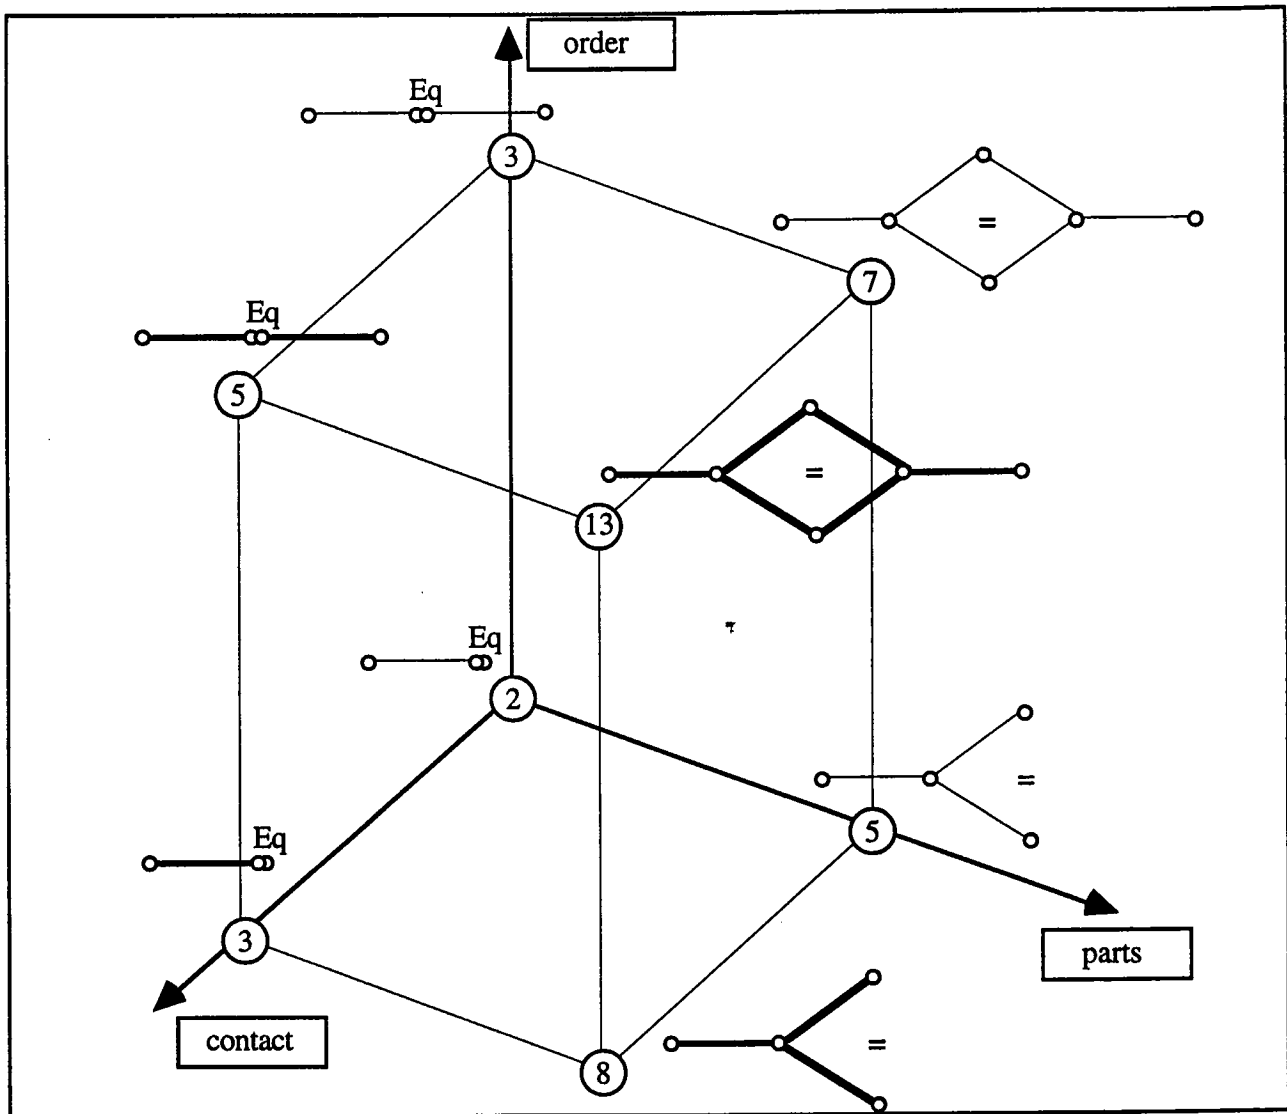 order
Eq
3
=
7
Eq
5
=
13
Eq
2
=
5
Eq
3
parts
contact
=
8